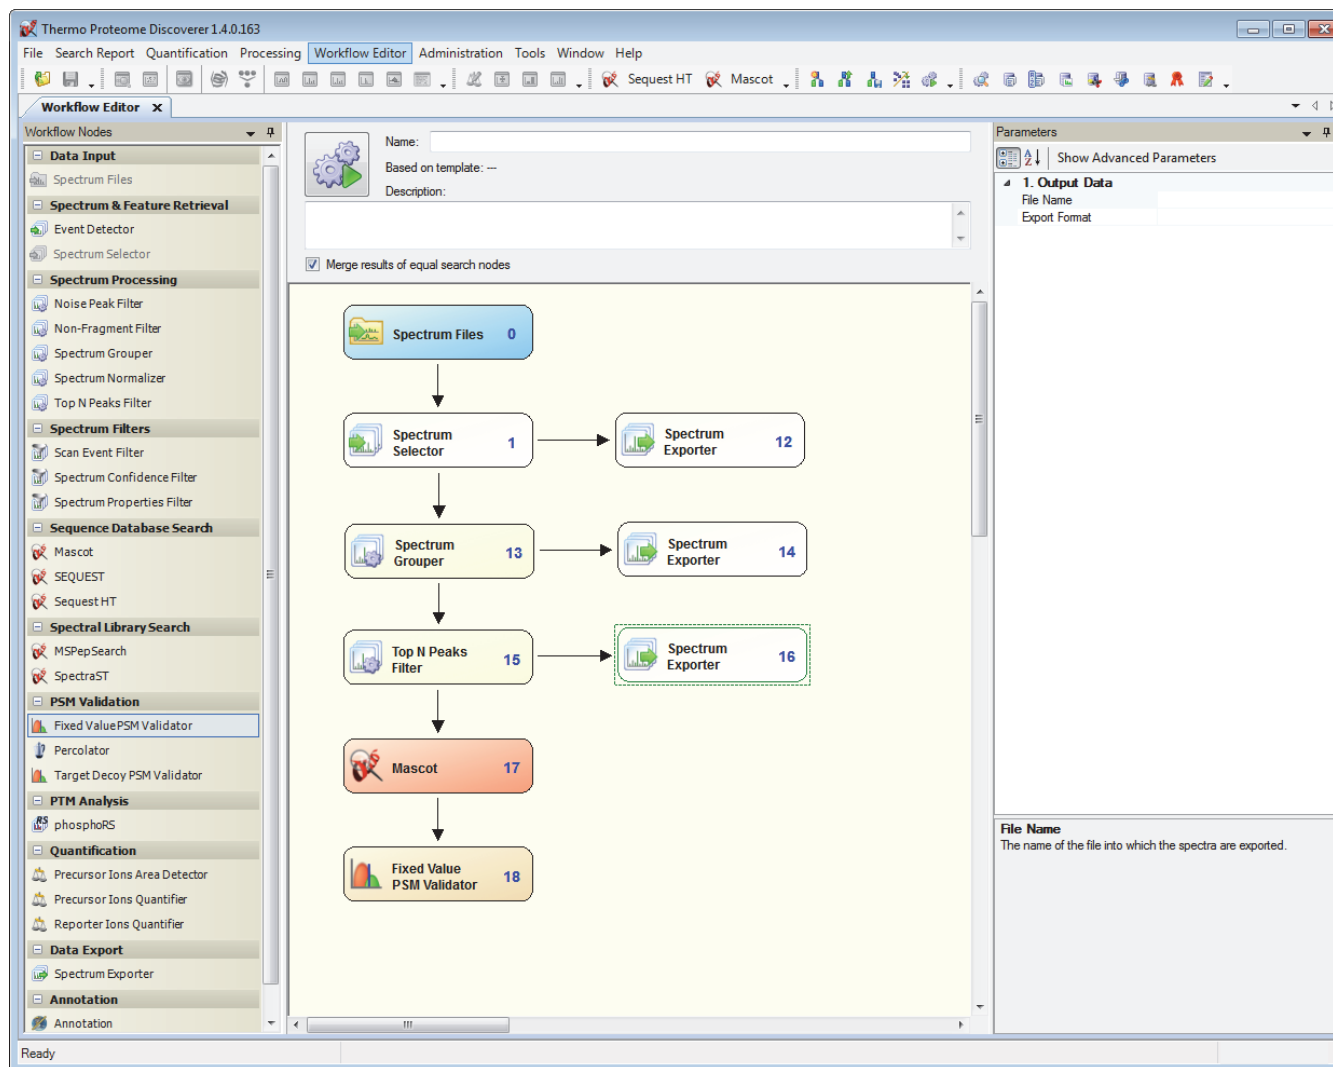 Thermo Proteome Discoverer 1.4.0.163
File Search Report Quantification Processing Workflow Editor Administration Tools Window Help
Sequest HT Mascot
Workflow Editor
Workflow Nodes
Data Input
Spectrum Files
Spectrum & Feature Retrieval
Event Detector
Spectrum Selector
Spectrum Processing
Noise Peak Filter
Non-Fragment Filter
Spectrum Grouper
Spectrum Normalizer
Top N Peaks Filter
Spectrum Filters
Scan Event Filter
Spectrum Confidence Filter
Spectrum Properties Filter
Sequence Database Search
Mascot
SEQUEST
Sequest HT
Spectral Library Search
MSPepSearch
SpectraST
PSM Validation
Fixed Value PSM Validator
Percolator
Target Decoy PSM Validator
PTM Analysis
phosphoRS
Quantification
Precursor Ions Area Detector
Precursor Ions Quantifier
Reporter Ions Quantifier
Data Export
Spectrum Exporter
Annotation
Annotation
Name:
Based on template: ---
Description:
Merge results of equal search nodes
Spectrum Files 0
Spectrum
Selector 1
Spectrum
Exporter 12
Spectrum
Grouper 13
Spectrum
Exporter 14
Top N Peaks
Filter 15
Spectrum
Exporter 16
Mascot 17
Fixed Value
PSM Validator 18
Parameters
Show Advanced Parameters
1. Output Data
File Name
Export Format
File Name
The name of the file into which the spectra are exported.
Ready